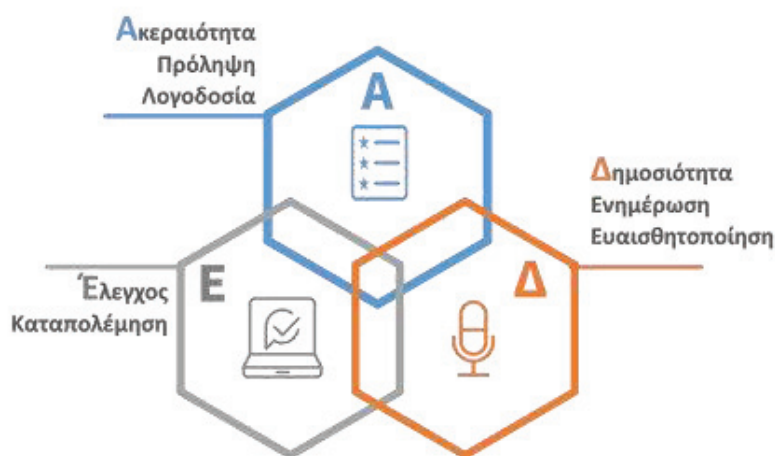 Ακεραιότητα
Πρόληψη
Λογοδοσία
Α
Δημοσιότητα
Ενημέρωση
Ευαισθητοποίηση
Έλεγχος
Καταπολέμηση
Ε
Δ